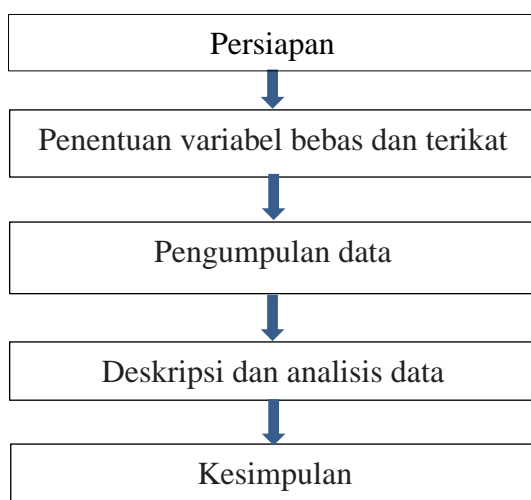 Persiapan
Penentuan variabel bebas dan terikat
Pengumpulan data
Deskripsi dan analisis data
Kesimpulan